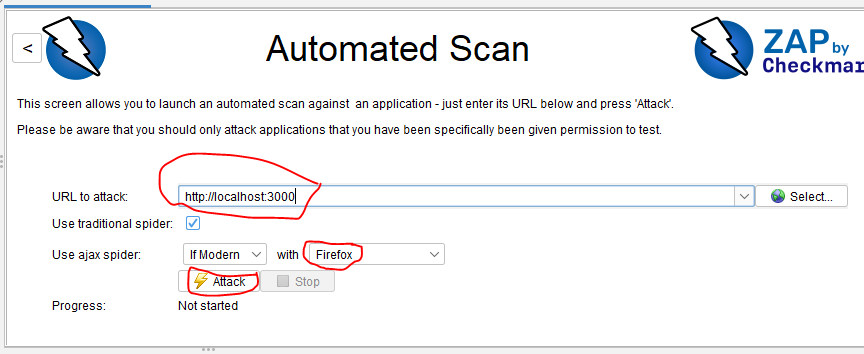 <
Automated Scan
ZAP by
Checkmar
This screen allows you to launch an automated scan against  an application - just enter its URL below and press 'Attack'.
Please be aware that you should only attack applications that you have been specifically been given permission to test.
URL to attack: http://localhost:3000 Select...
Use traditional spider:
Use ajax spider: If Modern with Firefox
Attack Stop
Progress: Not started